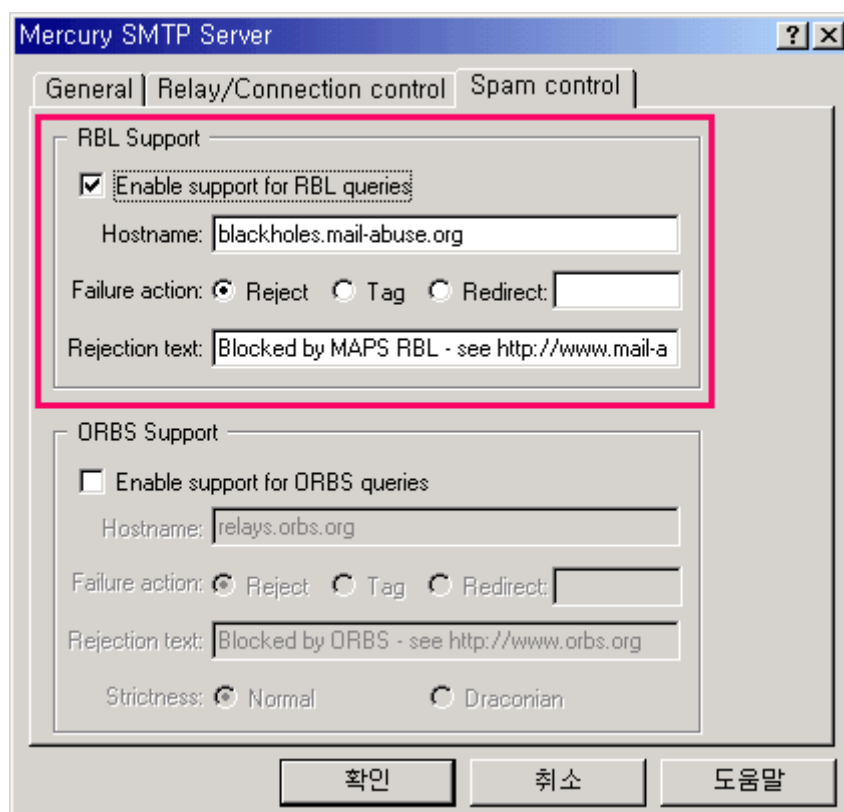 Mercury SMTP Server
General Relay/Connection control Spam control
RBL Support
Enable support for RBL queries
Hostname: blackholes.mail-abuse.org
Failure action: Reject Tag Redirect:
Rejection text: Blocked by MAPS RBL - see http://www.mail-a
ORBS Support
Enable support for ORBS queries
Hostname: relays.orbs.org
Failure action: Reject Tag Redirect:
Rejection text: Blocked by ORBS - see http://www.orbs.org
Strictness: Normal Draconian
확인 취소 도움말